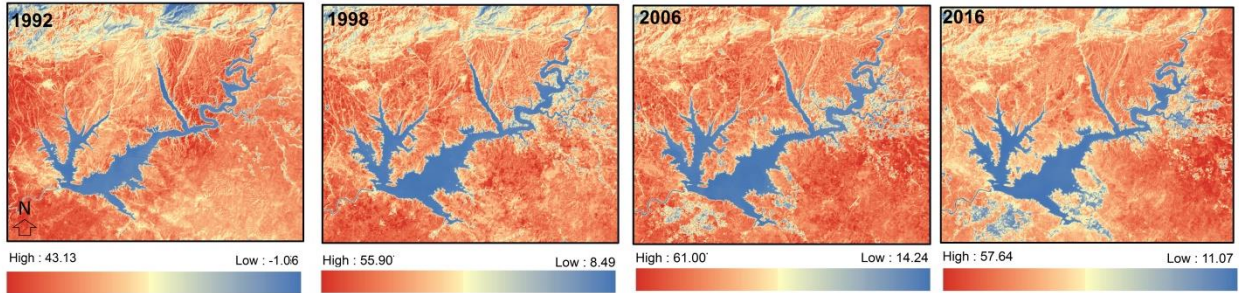 1992
1998
2006
2016
N
High : 43.13 Low : -1.06
High : 55.90 Low : 8.49
High : 61.00 Low : 14.24
High : 57.64 Low : 11.07